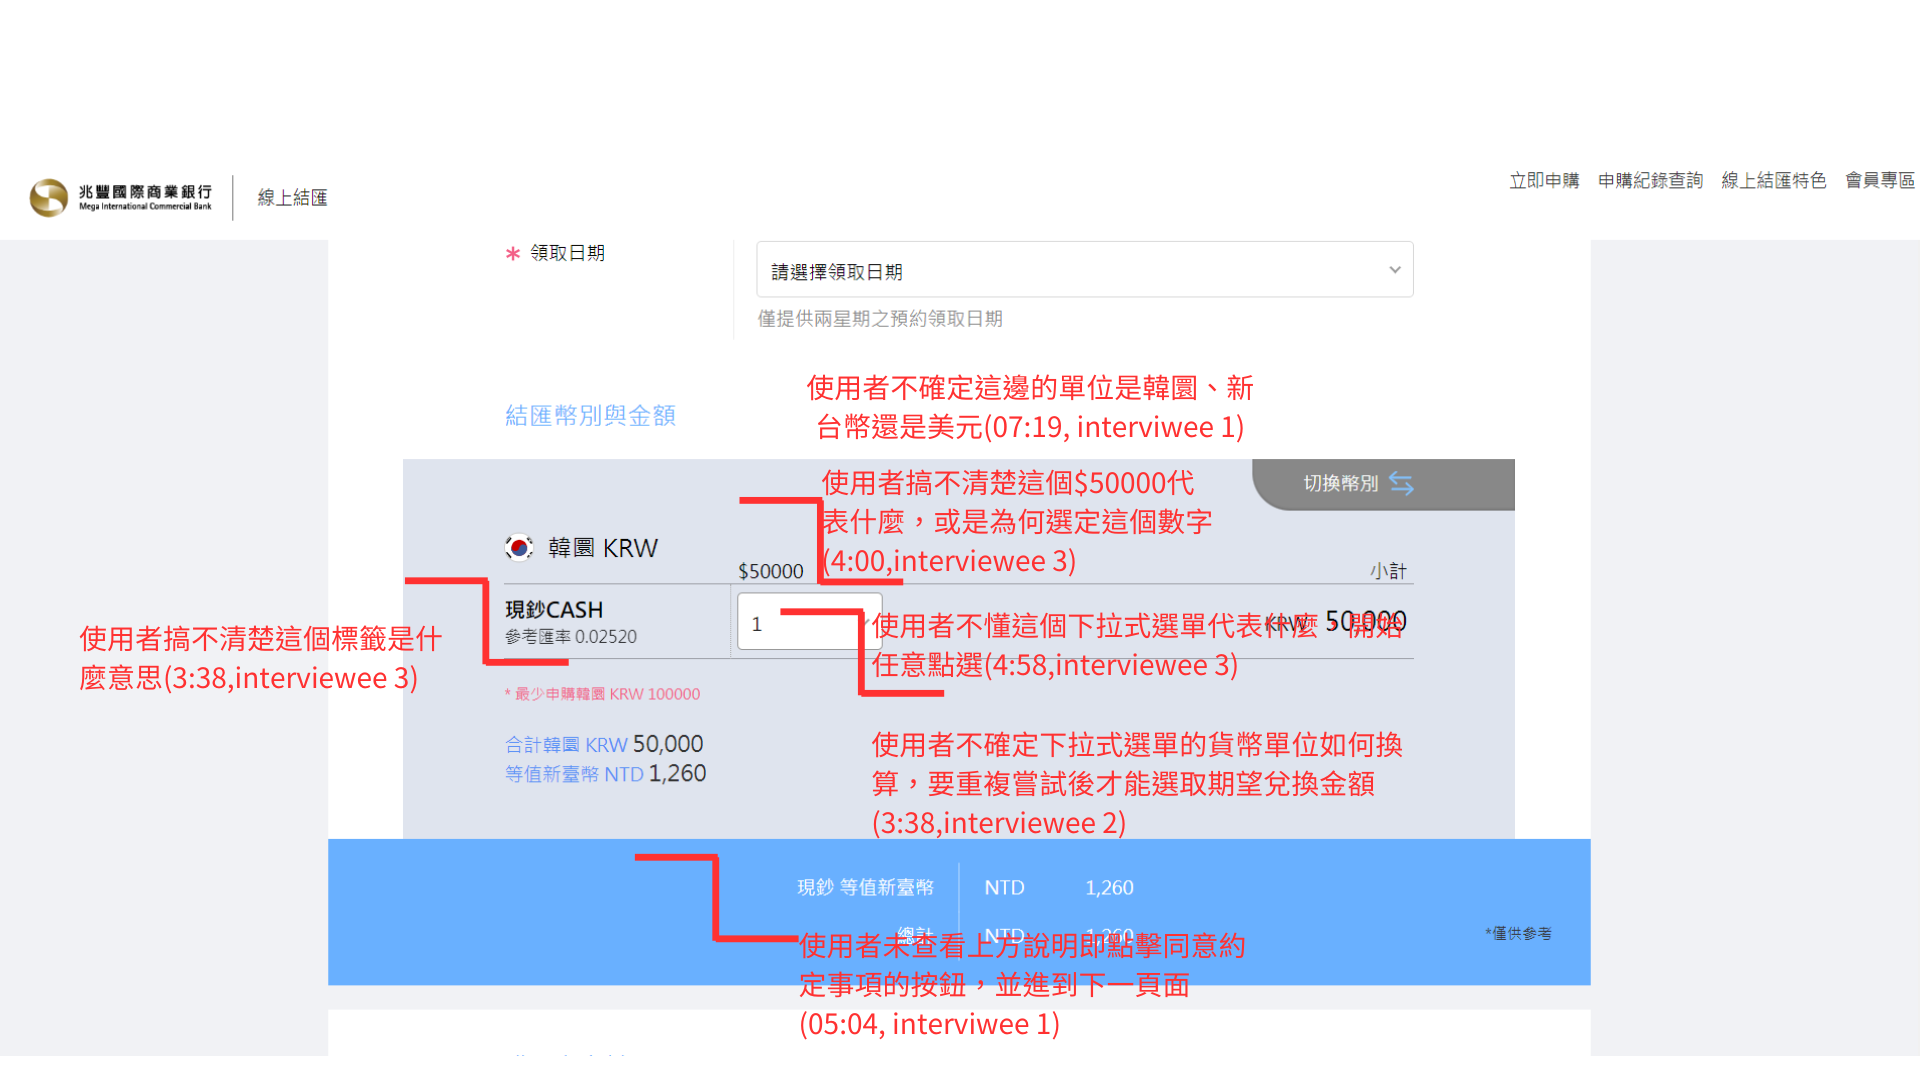 兆豐國際商業銀行
Mega International Commercial Bank
線上結匯
立即申購 申購紀錄查詢 線上結匯特色 會員專區
* 領取日期
請選擇領取日期
僅提供兩星期之預約領取日期
使用者不確定這邊的單位是韓圜、新
台幣還是美元(07:19, interviwee 1)
結匯幣別與金額
切換幣別
使用者搞不清楚這個$50000代
表什麼，或是為何選定這個數字
(4:00,interviewee 3)
韓圜 KRW
$50000
小計
現鈔CASH
參考匯率 0.02520
1
KRW 50,000
使用者不懂這個下拉式選單代表什麼，開始
任意點選(4:58,interviewee 3)
使用者搞不清楚這個標籤是什
麼意思(3:38,interviewee 3)
* 最少申購韓圜 KRW 100000
合計韓圜 KRW 50,000
等值新臺幣 NTD 1,260
使用者不確定下拉式選單的貨幣單位如何換
算，要重複嘗試後才能選取期望兌換金額
(3:38,interviewee 2)
現鈔 等值新臺幣 NTD 1,260
總計 NTD 1,260
*僅供參考
使用者未查看上方說明即點擊同意約
定事項的按鈕，並進到下一頁面
(05:04, interviwee 1)